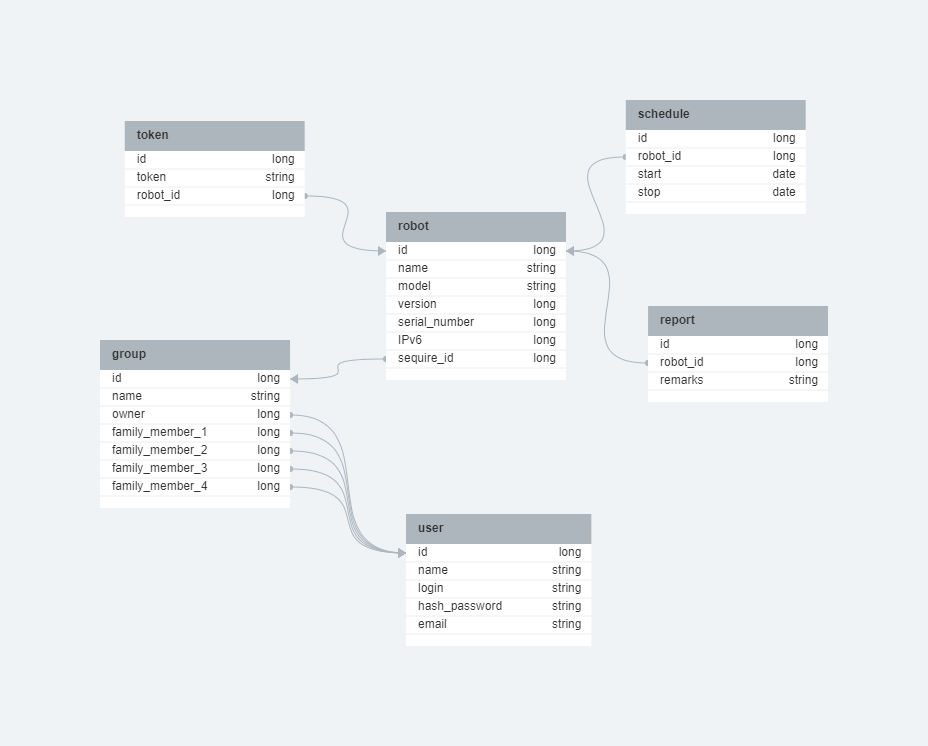 token
id long
token string
robot_id long
schedule
id long
robot_id long
start date
stop date
robot
id long
name string
model string
version long
serial_number long
IPv6 long
sequire_id long
report
id long
robot_id long
remarks string
group
id long
name string
owner long
family_member_1 long
family_member_2 long
family_member_3 long
family_member_4 long
user
id long
name string
login string
hash_password string
email string